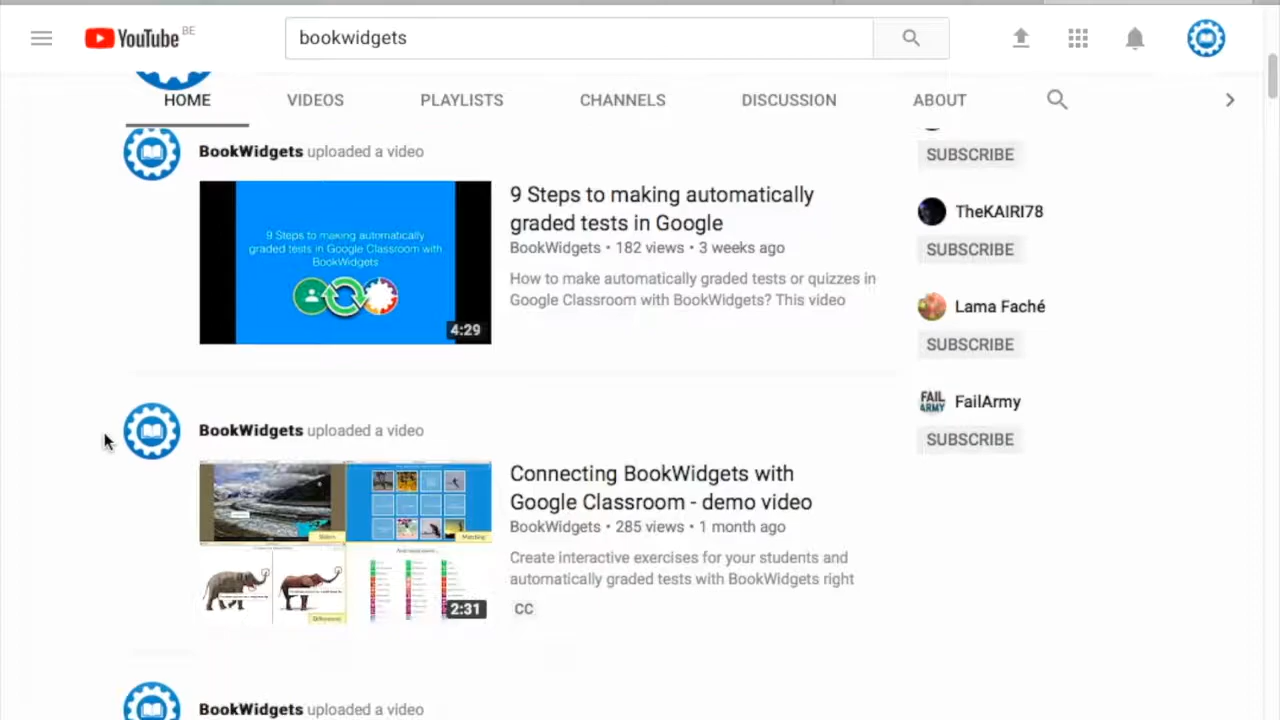 YouTube BE
bookwidgets
HOME
VIDEOS
PLAYLISTS
CHANNELS
DISCUSSION
ABOUT
BookWidgets uploaded a video
9 Steps to making automatically
graded tests in Google Classroom with
BookWidgets
4:29
9 Steps to making automatically
graded tests in Google
BookWidgets • 182 views • 3 weeks ago
How to make automatically graded tests or quizzes in
Google Classroom with BookWidgets? This video
SUBSCRIBE
TheKAIRI78
SUBSCRIBE
Lama Faché
SUBSCRIBE
FAIL
ARMY
FailArmy
SUBSCRIBE
BookWidgets uploaded a video
Matching
2:31
Connecting BookWidgets with
Google Classroom - demo video
BookWidgets • 285 views • 1 month ago
Create interactive exercises for your students and
automatically graded tests with BookWidgets right
CC
BookWidgets uploaded a video